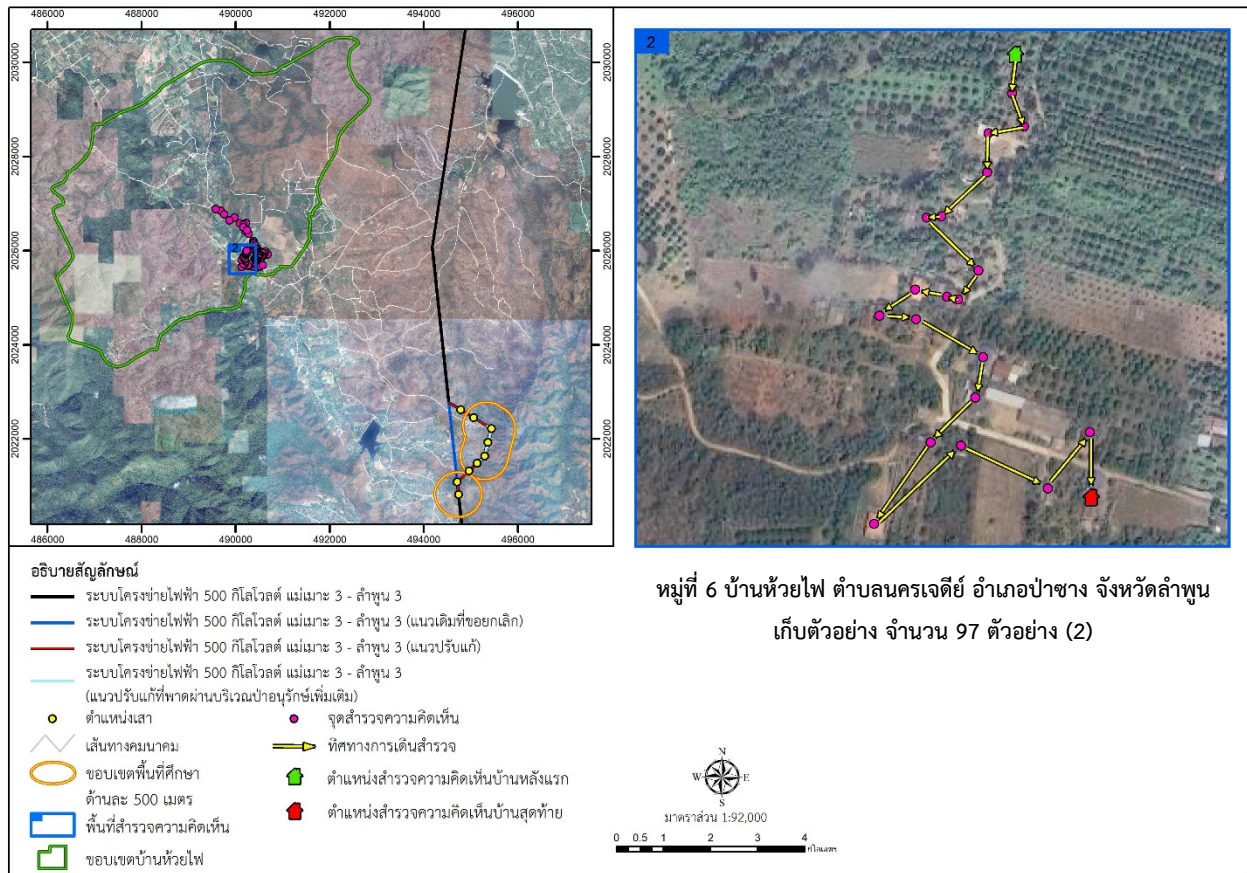 486000 488000 490000 492000 494000 496000
2030000 2030000
2028000 2028000
2026000 2026000
2024000 2024000
2022000 2022000
486000 488000 490000 492000 494000 496000
2
2
หมู่ที่ 6 บ้านห้วยไฟ ตำบลนครเจดีย์ อำเภอป่าซาง จังหวัดลำพูน
เก็บตัวอย่าง จำนวน 97 ตัวอย่าง (2)
อธิบายสัญลักษณ์
ระบบโครงข่ายไฟฟ้า 500 กิโลโวลต์ แม่เมาะ 3 - ลำพูน 3
ระบบโครงข่ายไฟฟ้า 500 กิโลโวลต์ แม่เมาะ 3 - ลำพูน 3 (แนวเดิมที่ขอยกเลิก)
ระบบโครงข่ายไฟฟ้า 500 กิโลโวลต์ แม่เมาะ 3 - ลำพูน 3 (แนวปรับแก้)
ระบบโครงข่ายไฟฟ้า 500 กิโลโวลต์ แม่เมาะ 3 - ลำพูน 3
(แนวปรับแก้ที่พาดผ่านบริเวณป่าอนุรักษ์เพิ่มเติม)
ตำแหน่งเสา
เส้นทางคมนาคม
ขอบเขตพื้นที่ศึกษา
ด้านละ 500 เมตร
พื้นที่สำรวจความคิดเห็น
ขอบเขตบ้านห้วยไฟ
จุดสำรวจความคิดเห็น
ทิศทางการเดินสำรวจ
ตำแหน่งสำรวจความคิดเห็นบ้านหลังแรก
ตำแหน่งสำรวจความคิดเห็นบ้านสุดท้าย
N
W E
S
มาตราส่วน 1:92,000
0 0.5 1 2 3 4
กิโลเมตร